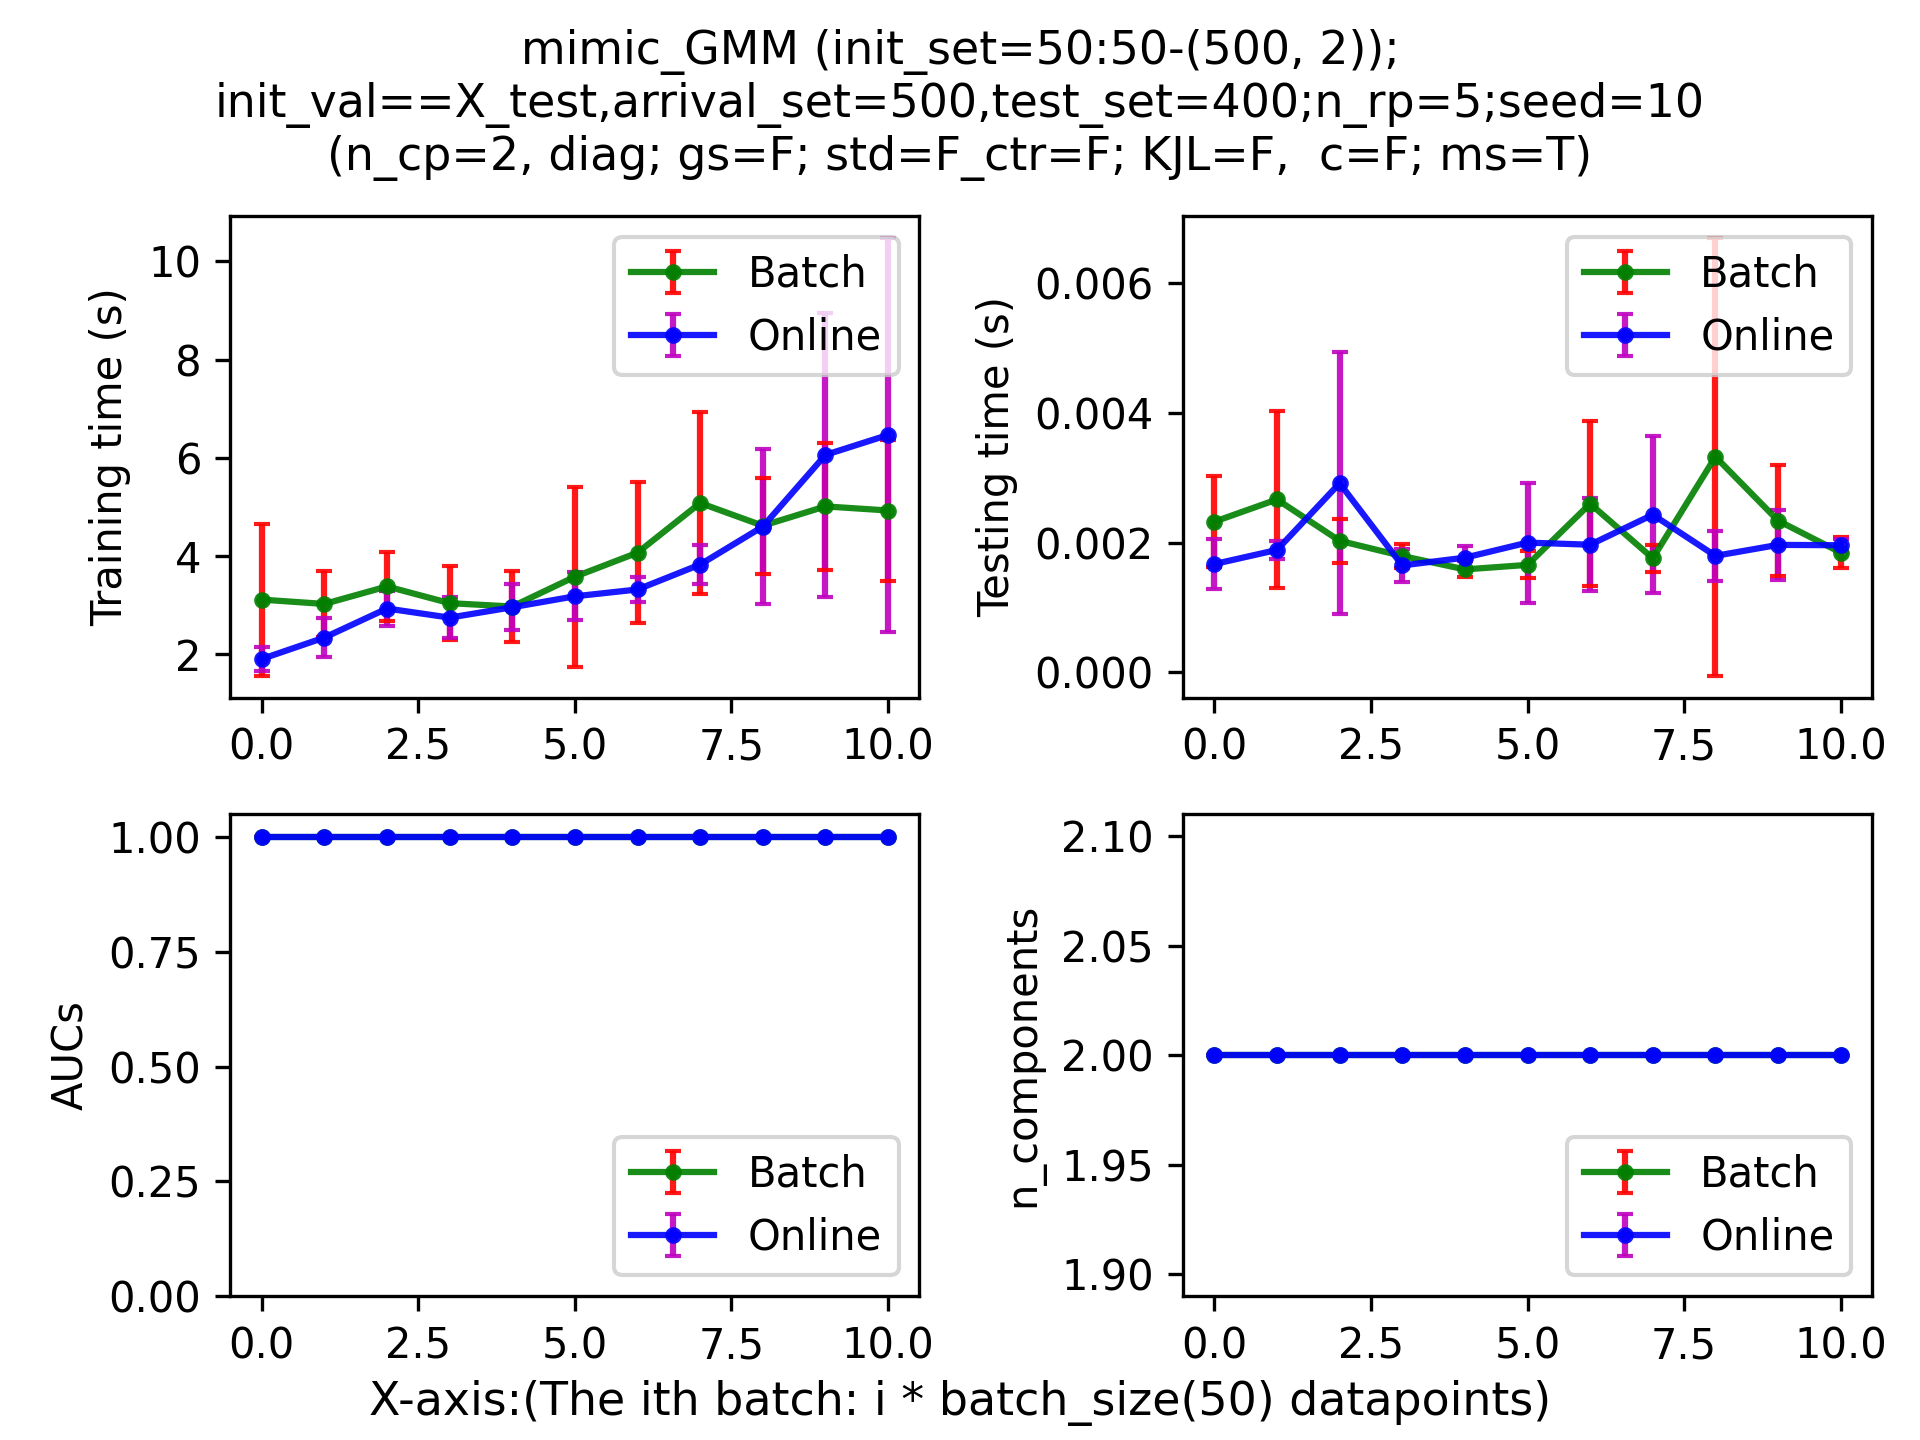 mimic_GMM (init_set=50:50-(500, 2));
init_val==X_test,arrival_set=500,test_set=400;n_rp=5;seed=10
(n_cp=2, diag; gs=F; std=F_ctr=F; KJL=F,  c=F; ms=T)
Training time (s)
10
8
6
4
2
Batch
Online
0.0 2.5 5.0 7.5 10.0
Testing time (s)
0.006
0.004
0.002
0.000
Batch
Online
0.0 2.5 5.0 7.5 10.0
AUCs
1.00
0.75
0.50
0.25
0.00
Batch
Online
0.0 2.5 5.0 7.5 10.0
n_components
2.10
2.05
2.00
1.95
1.90
Batch
Online
0.0 2.5 5.0 7.5 10.0
X-axis:(The ith batch: i * batch_size(50) datapoints)